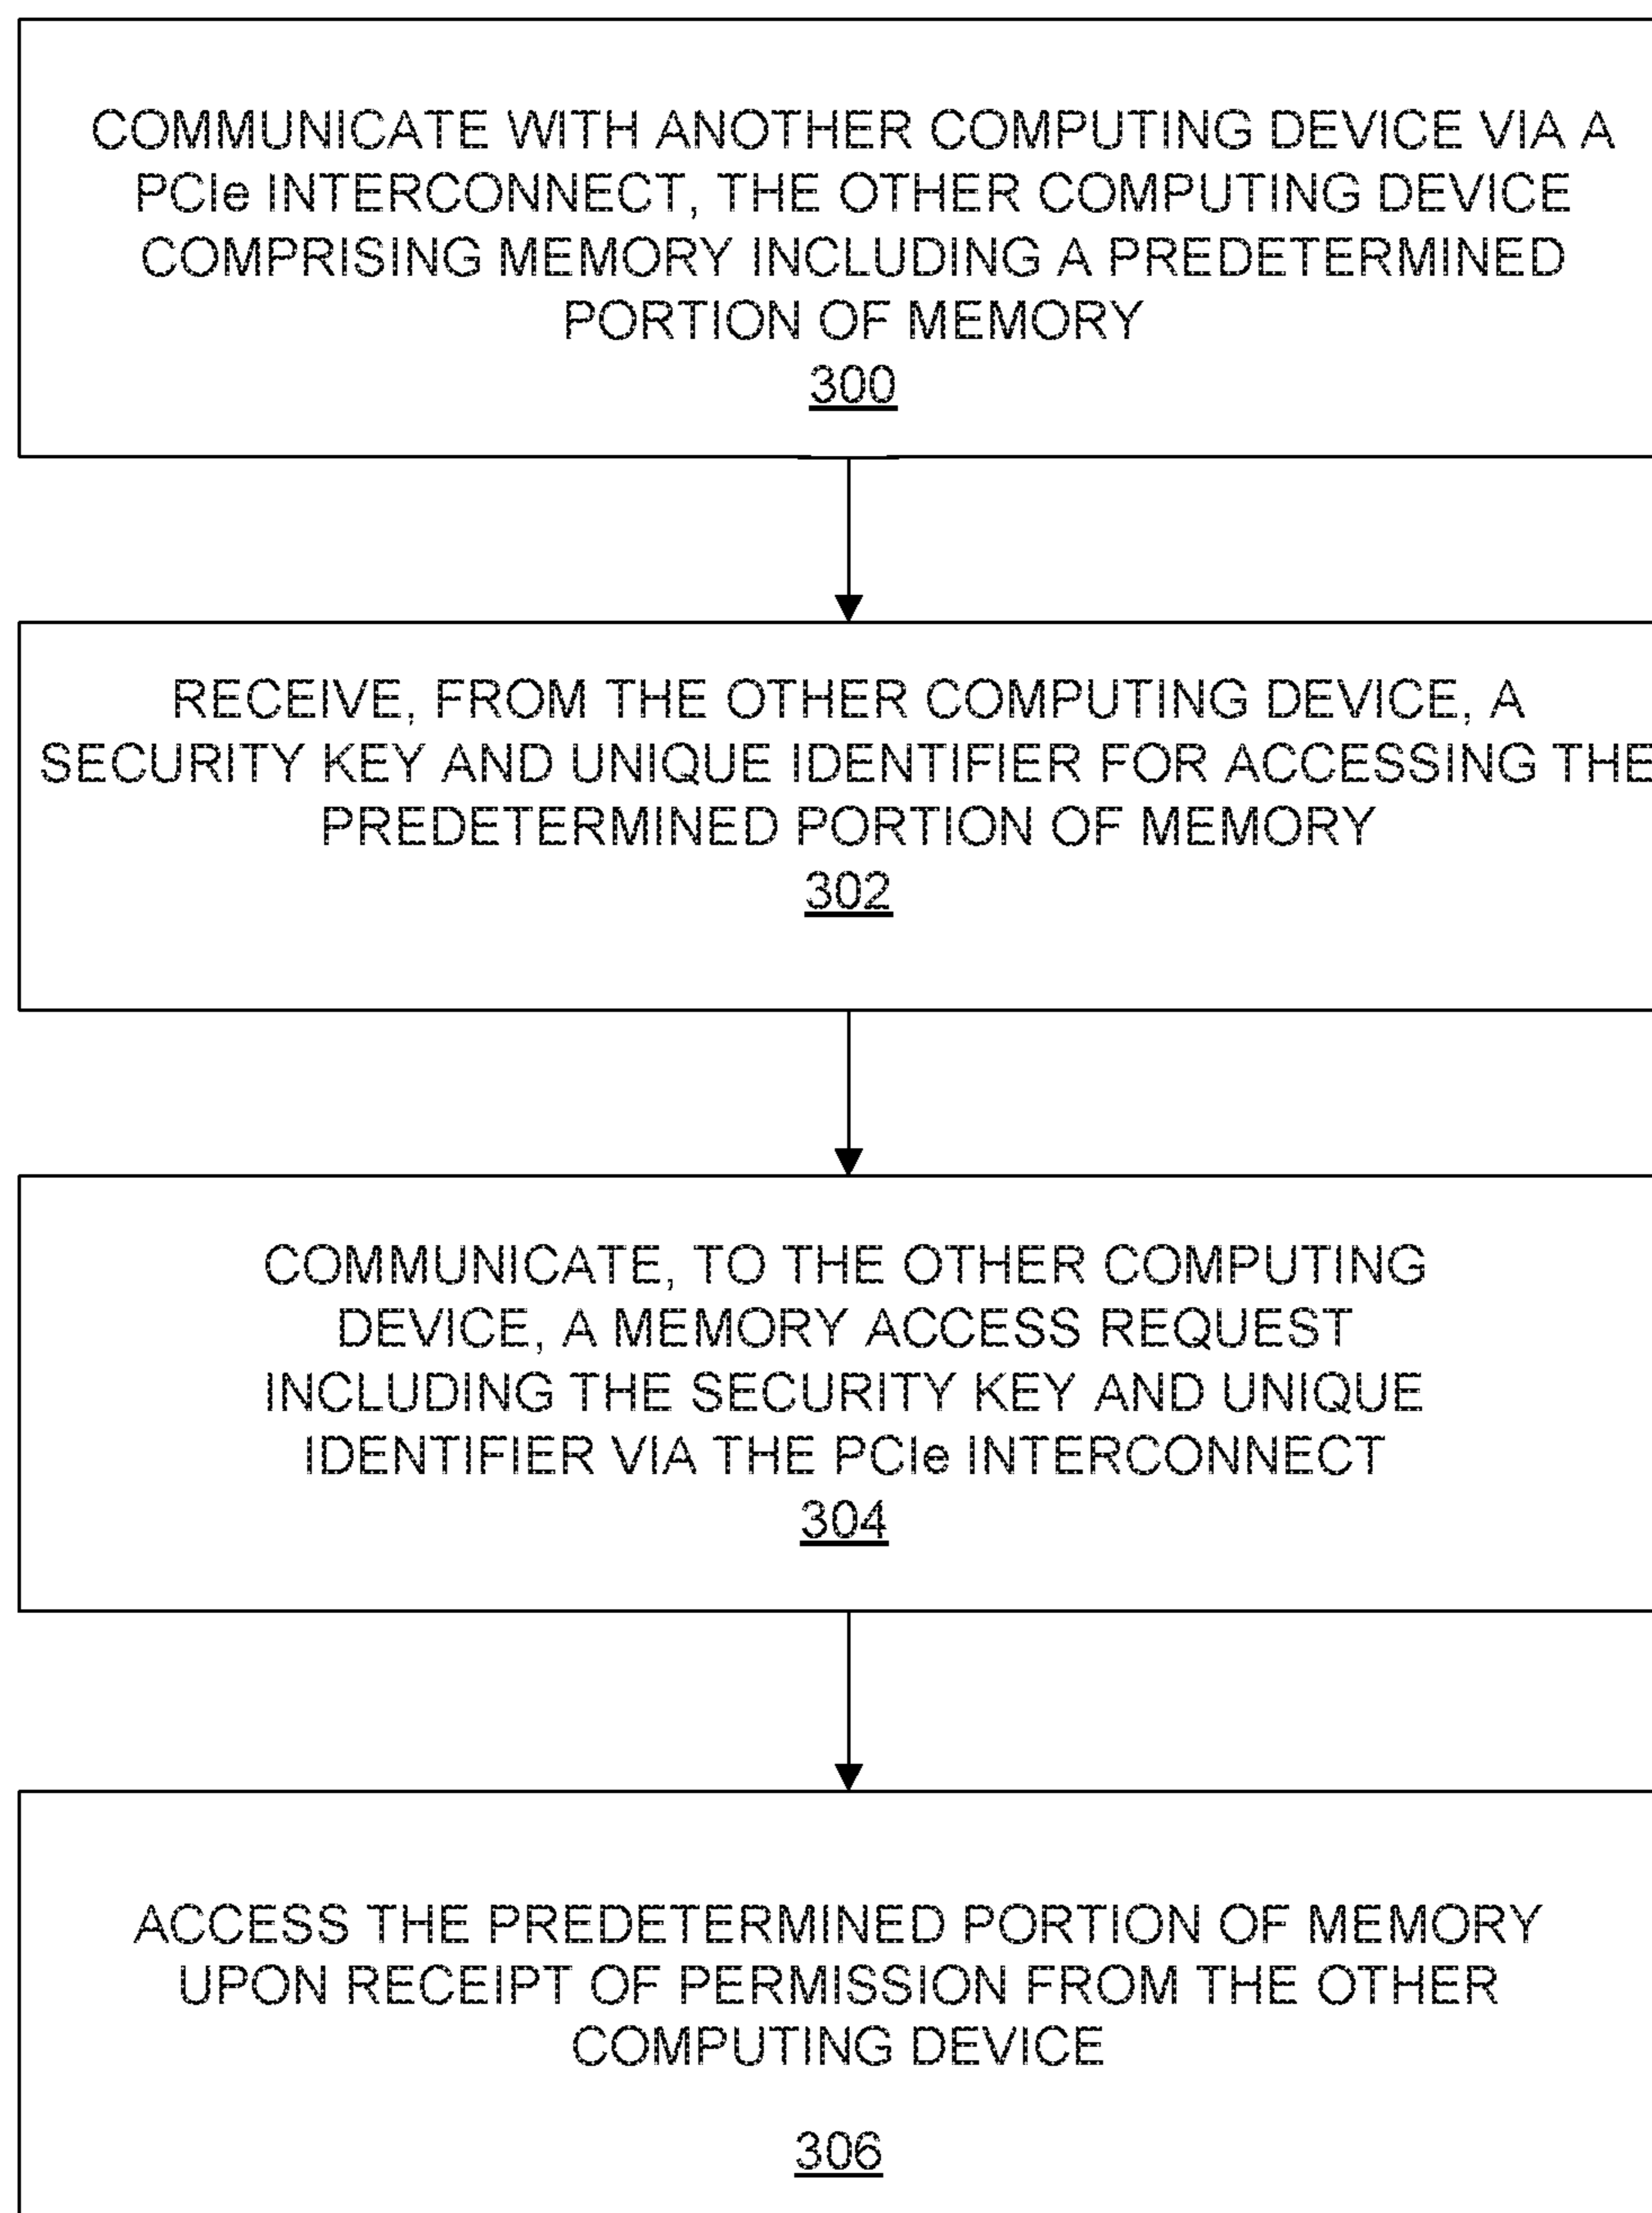 COMMUNICATE WITH ANOTHER COMPUTING DEVICE VIA A
PCIe INTERCONNECT, THE OTHER COMPUTING DEVICE
COMPRISING MEMORY INCLUDING A PREDETERMINED
PORTION OF MEMORY
300
RECEIVE, FROM THE OTHER COMPUTING DEVICE, A
SECURITY KEY AND UNIQUE IDENTIFIER FOR ACCESSING THE
PREDETERMINED PORTION OF MEMORY
302
COMMUNICATE, TO THE OTHER COMPUTING
DEVICE, A MEMORY ACCESS REQUEST
INCLUDING THE SECURITY KEY AND UNIQUE
IDENTIFIER VIA THE PCIe INTERCONNECT
304
ACCESS THE PREDETERMINED PORTION OF MEMORY
UPON RECEIPT OF PERMISSION FROM THE OTHER
COMPUTING DEVICE
306